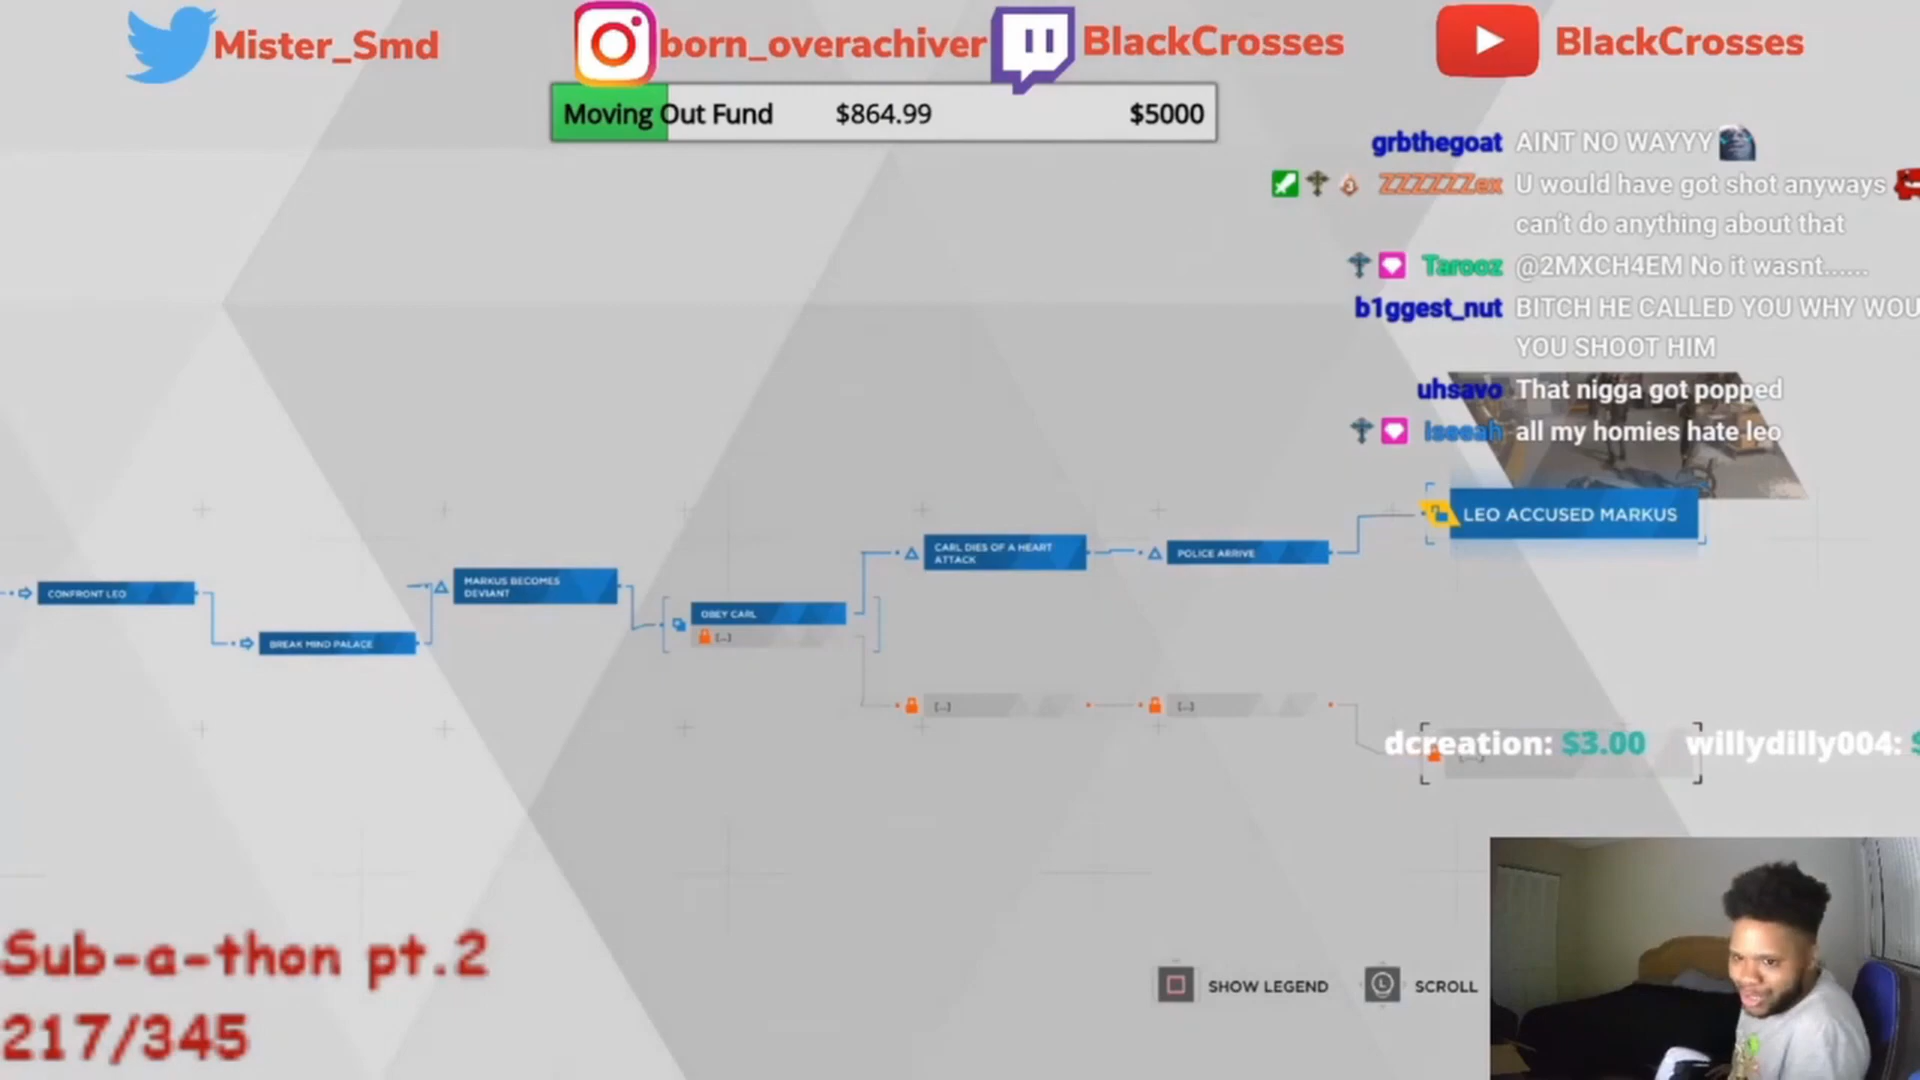 Mister_Smd
born_overachiver
BlackCrosses
BlackCrosses
Moving Out Fund $864.99 $5000
grbthegoat AINT NO WAYYY
ZZZZZZex U would have got shot anyways
can't do anything about that
Tarooz @2MXCH4EM No it wasnt......
b1ggest_nut BITCH HE CALLED YOU WHY WOU
YOU SHOOT HIM
uhsavo That nigga got popped
Iseeah all my homies hate leo
LEO ACCUSED MARKUS
CARL DIES OF A HEART
ATTACK
POLICE ARRIVE
MARKUS BECOMES
DEVIANT
CONFRONT LEO
OBEY CARL
[...]
BREAK MIND PALACE
[...]
[...]
dcreation: $3.00 willydilly004: $
Sub-a-thon pt.2
217/345
SHOW LEGEND
SCROLL